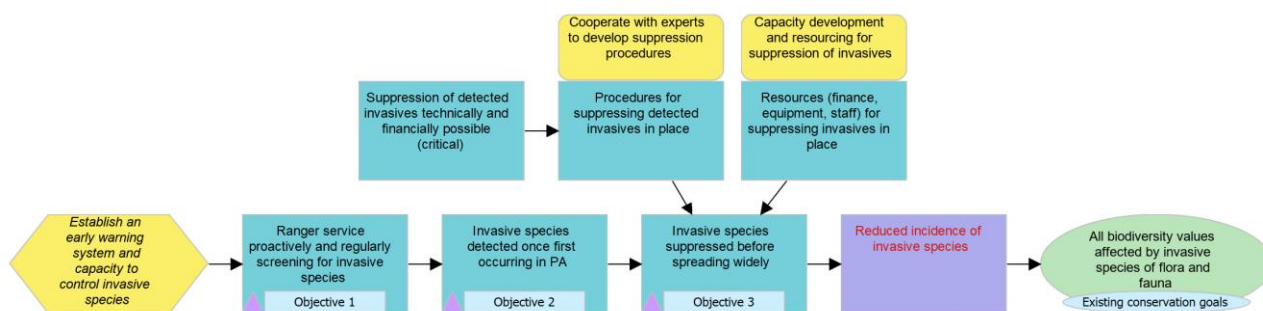 Cooperate with experts
to develop suppression
procedures
Capacity development
and resourcing for
suppression of invasives
Suppression of detected
invasives technically and
financially possible
(critical)
Procedures for
suppressing detected
invasives in place
Resources (finance,
equipment, staff) for
suppressing invasives in
place
Establish an
early warning
system and
capacity to
control invasive
species
Ranger service
proactively and regularly
screening for invasive
species
Objective 1
Invasive species
detected once first
occurring in PA
Objective 2
Invasive species
suppressed before
spreading widely
Objective 3
Reduced incidence of
invasive species
All biodiversity values
affected by invasive
species of flora and
fauna
Existing conservation goals